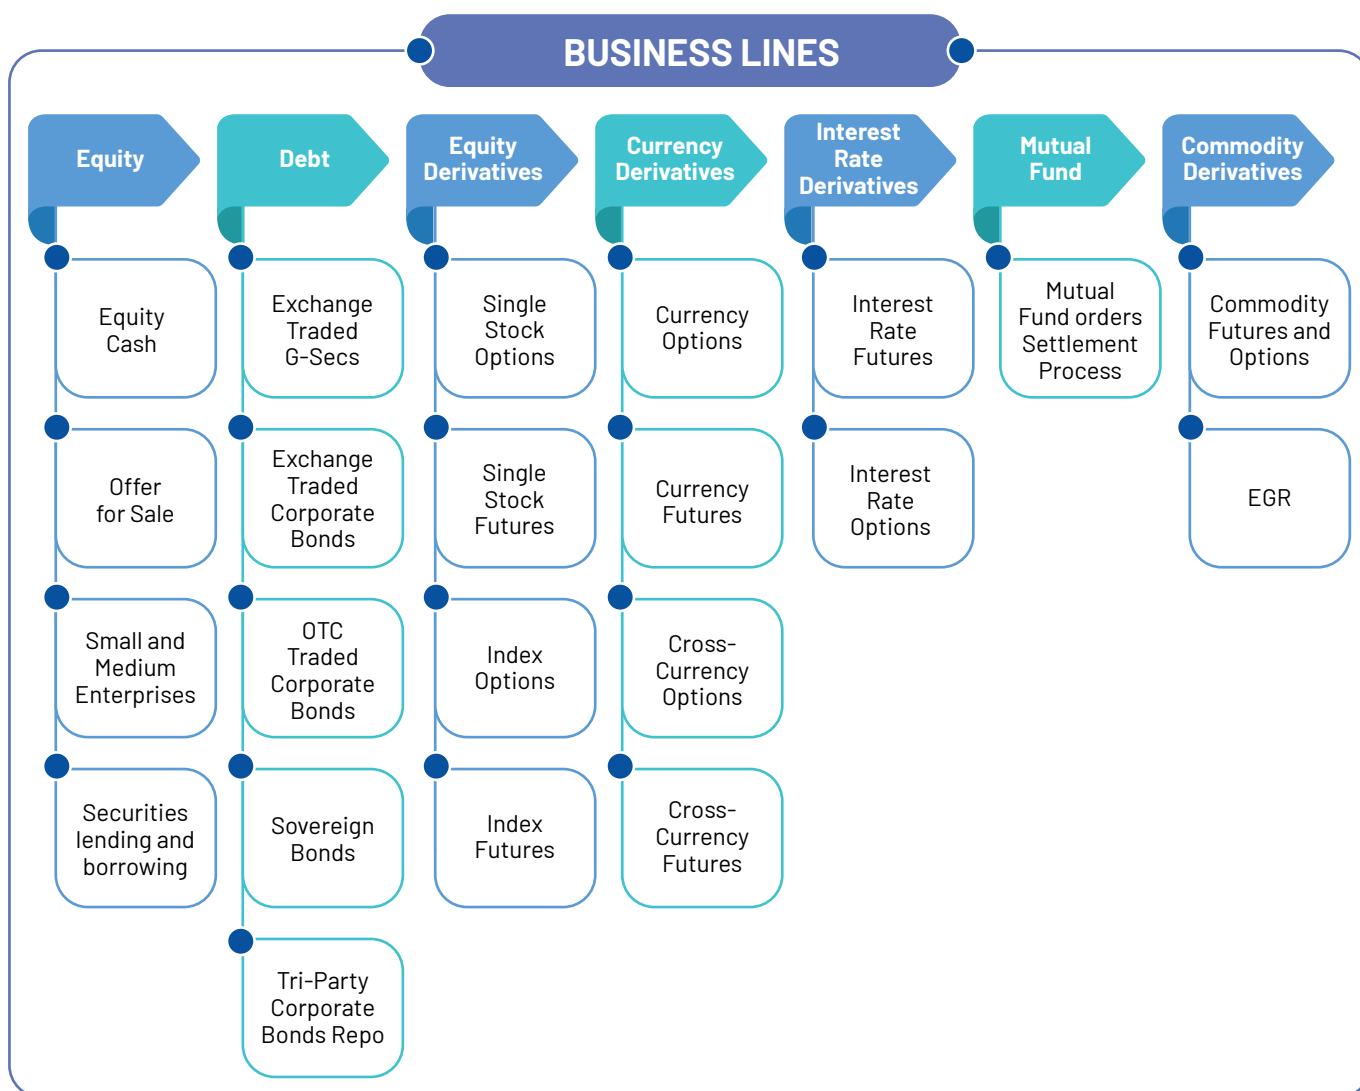 BUSINESS LINES
Equity
Debt
Equity
Derivatives
Currency
Derivatives
Interest
Rate
Derivatives
Mutual
Fund
Commodity
Derivatives
Equity
Cash
Offer
for Sale
Small and
Medium
Enterprises
Securities
lending and
borrowing
Exchange
Traded
G-Secs
Exchange
Traded
Corporate
Bonds
OTC
Traded
Corporate
Bonds
Sovereign
Bonds
Tri-Party
Corporate
Bonds Repo
Single
Stock
Options
Single
Stock
Futures
Index
Options
Index
Futures
Currency
Options
Currency
Futures
Cross-
Currency
Options
Cross-
Currency
Futures
Interest
Rate
Futures
Interest
Rate
Options
Mutual
Fund orders
Settlement
Process
Commodity
Futures and
Options
EGR